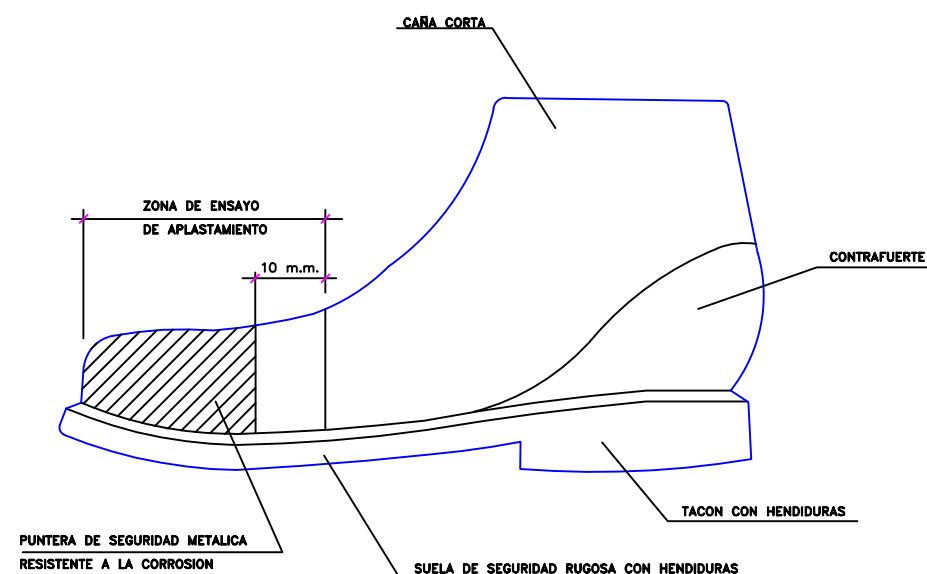 CAÑA CORTA
ZONA DE ENSAYO
DE APLASTAMIENTO
10 m.m.
CONTRAFUERTE
TACON CON HENDIDURAS
PUNTERA DE SEGURIDAD METALICA
RESISTENTE A LA CORROSION
SUELA DE SEGURIDAD RUGOSA CON HENDIDURAS